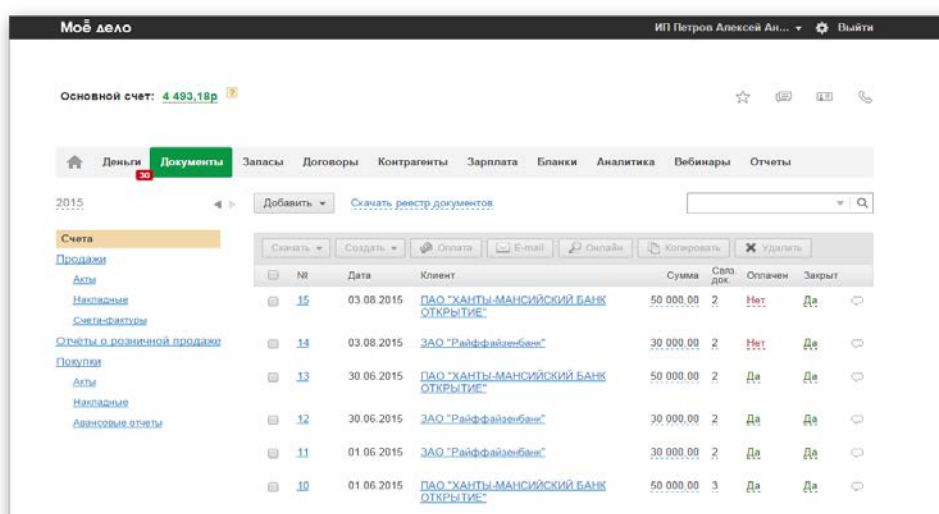 Моё дело
ИП Петров Алексей Ан...
Выйти
Основной счет: 4 493,18р ?
Деньги Документы Запасы Договоры Контрагенты Зарплата Бланки Аналитика Вебинары Отчеты
30
2015
Добавить Скачать реестр документов
Счета
Продажи
Акты
Накладные
Счета-фактуры
Отчёты о розничной продаже
Покупки
Акты
Накладные
Авансовые отчеты
Скачать Создать Оплата E-mail Онлайн Копировать Удалить
№ Дата Клиент Сумма Связ. док. Оплачен Закрыт
15 03.08.2015 ПАО "ХАНТЫ-МАНСИЙСКИЙ БАНК 50 000,00 2 Нет Да
ОТКРЫТИЕ"
14 03.08.2015 ЗАО "Райффайзенбанк" 30 000,00 2 Нет Да
13 30.06.2015 ПАО "ХАНТЫ-МАНСИЙСКИЙ БАНК 50 000,00 2 Да Да
ОТКРЫТИЕ"
12 30.06.2015 ЗАО "Райффайзенбанк" 30 000,00 2 Да Да
11 01.06.2015 ЗАО "Райффайзенбанк" 30 000,00 2 Да Да
10 01.06.2015 ПАО "ХАНТЫ-МАНСИЙСКИЙ БАНК 50 000,00 3 Да Да
ОТКРЫТИЕ"